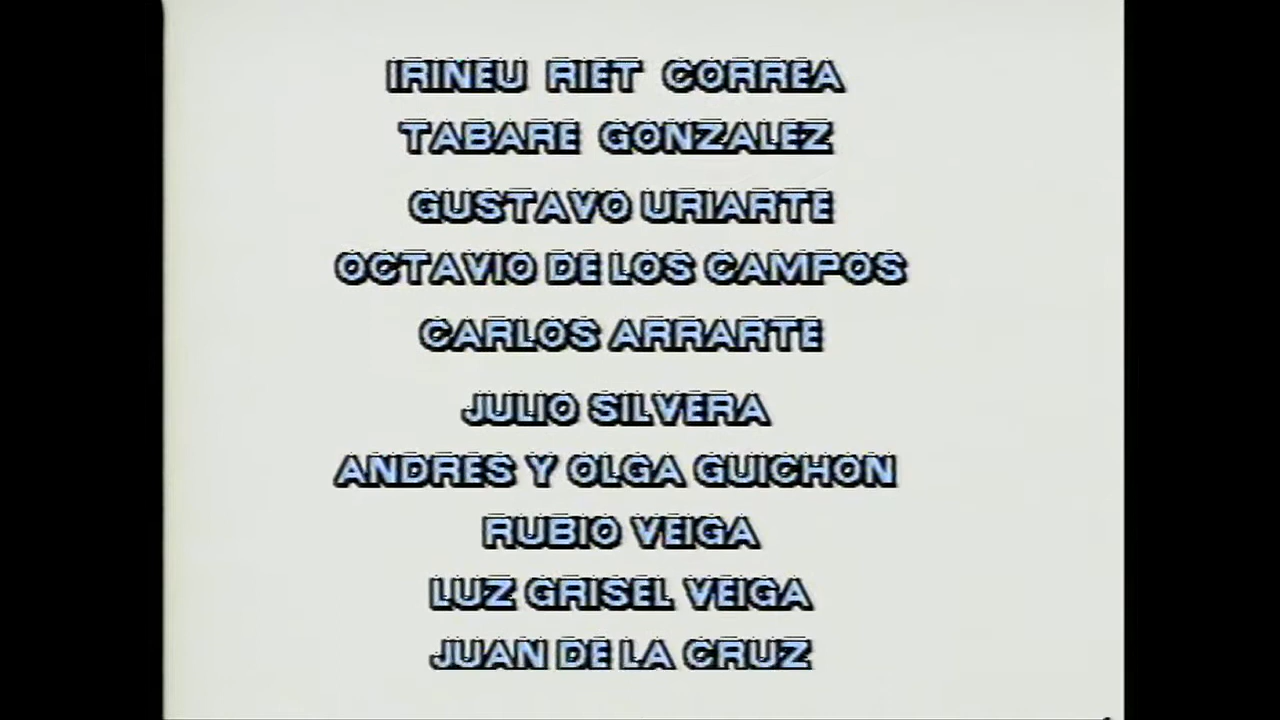 IRINEU RIET CORREA
TABARE GONZALEZ
GUSTAVO URIARTE
OCTAVIO DE LOS CAMPOS
CARLOS ARRARTE
JULIO SILVERA
ANDRES Y OLGA GUICHON
RUBIO VEIGA
LUZ GRISEL VEIGA
JUAN DE LA CRUZ